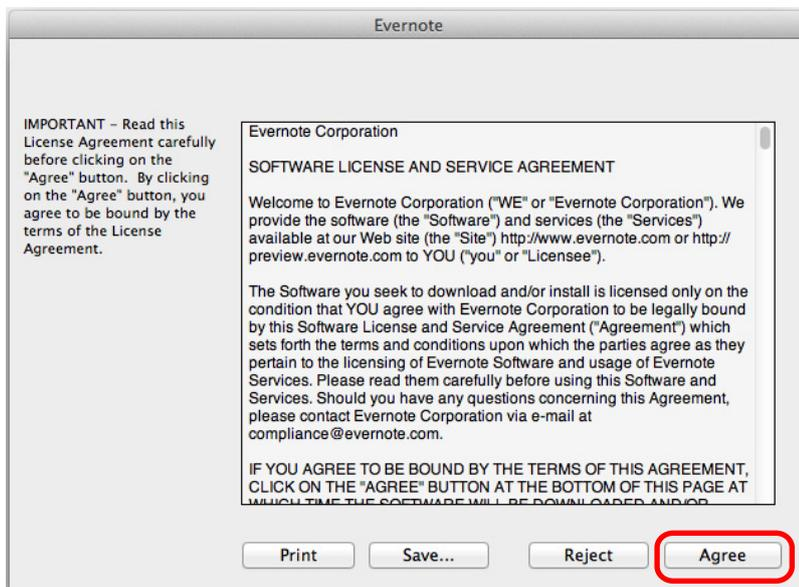 Evernote
IMPORTANT – Read this
License Agreement carefully
before clicking on the
"Agree" button.  By clicking
on the "Agree" button, you
agree to be bound by the
terms of the License
Agreement.
Evernote Corporation
SOFTWARE LICENSE AND SERVICE AGREEMENT
Welcome to Evernote Corporation ("WE" or "Evernote Corporation"). We
provide the software (the "Software") and services (the "Services")
available at our Web site (the "Site") http://www.evernote.com or http://
preview.evernote.com to YOU ("you" or "Licensee").
The Software you seek to download and/or install is licensed only on the
condition that YOU agree with Evernote Corporation to be legally bound
by this Software License and Service Agreement ("Agreement") which
sets forth the terms and conditions upon which the parties agree as they
pertain to the licensing of Evernote Software and usage of Evernote
Services. Please read them carefully before using this Software and
Services. Should you have any questions concerning this Agreement,
please contact Evernote Corporation via e-mail at
compliance@evernote.com.
IF YOU AGREE TO BE BOUND BY THE TERMS OF THIS AGREEMENT,
CLICK ON THE "AGREE" BUTTON AT THE BOTTOM OF THIS PAGE AT
WHICH TIME THE SOFTWARE WILL BE DOWNLOADED AND/OR
Print Save... Reject Agree